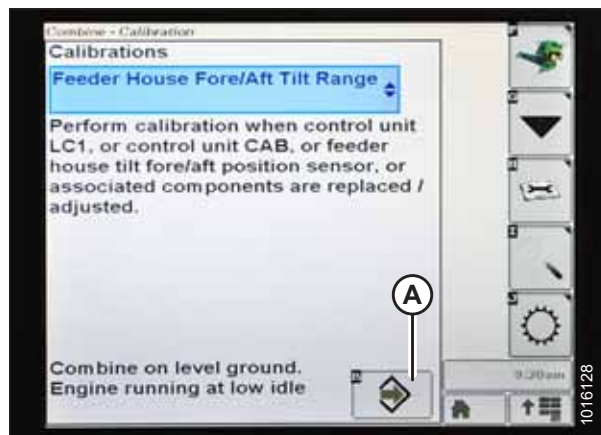 Combine - Calibration
Calibrations
Feeder House Fore/Aft Tilt Range
Perform calibration when control unit
LC1, or control unit CAB, or feeder
house tilt fore/aft position sensor, or
associated components are replaced /
adjusted.
A
Combine on level ground.
Engine running at low idle
9:20am
1016128